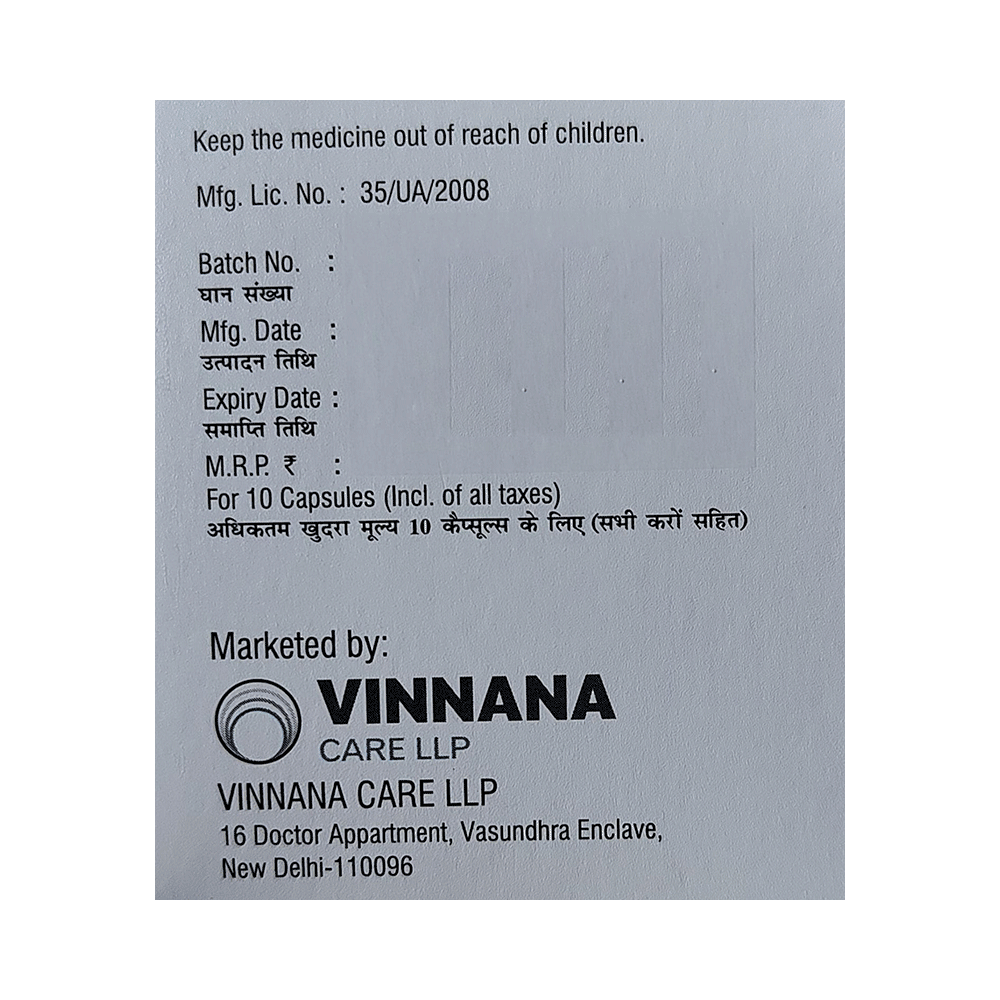 Keep the medicine out of reach of children.
Mfg. Lic. No. : 35/UA/2008
Batch No. :
घान संख्या
Mfg. Date :
उत्पादन तिथि
Expiry Date :
समाप्ति तिथि
M.R.P. ₹ :
For 10 Capsules (Incl. of all taxes)
अधिकतम खुदरा मूल्य 10 कैप्सूल्स के लिए (सभी करों सहित)
Marketed by:
VINNANA
CARE LLP
VINNANA CARE LLP
16 Doctor Appartment, Vasundhra Enclave,
New Delhi-110096